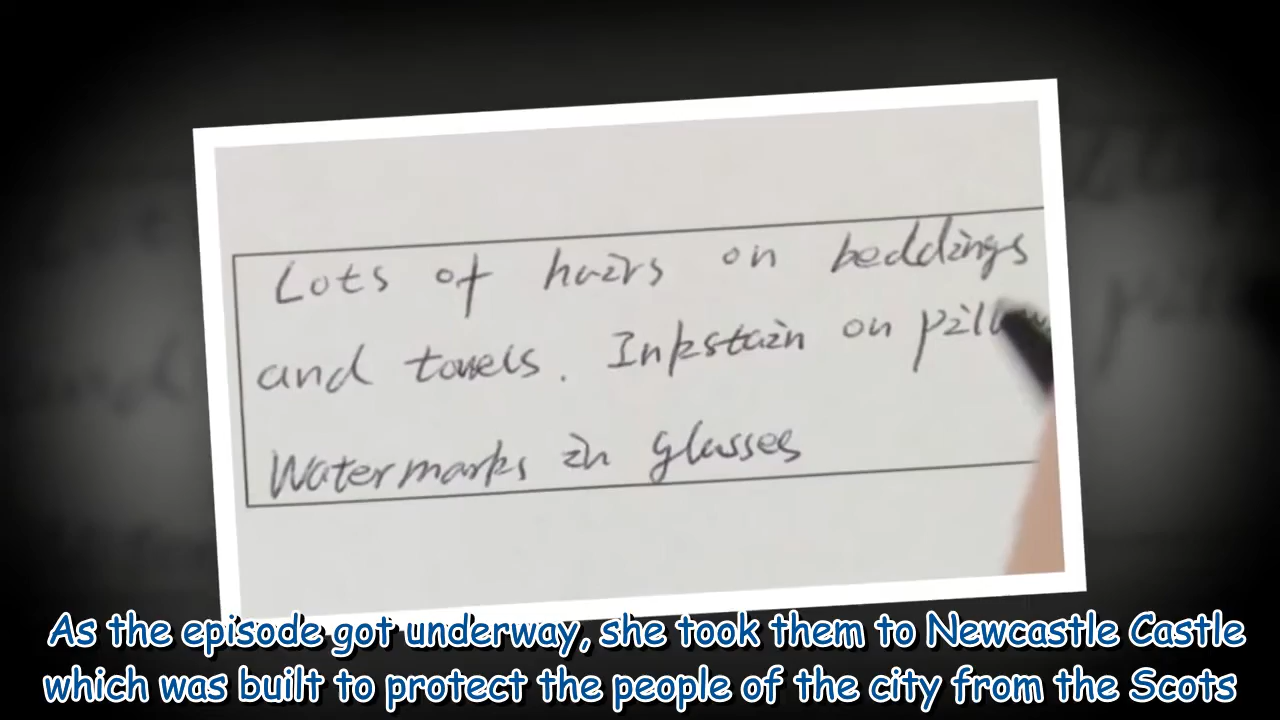 Lots of hairs on beddings
and towels. Inkstain on
Watermarks in glasses
As the episode got underway, she took them to Newcastle Castle
which was built to protect the people of the city from the Scots